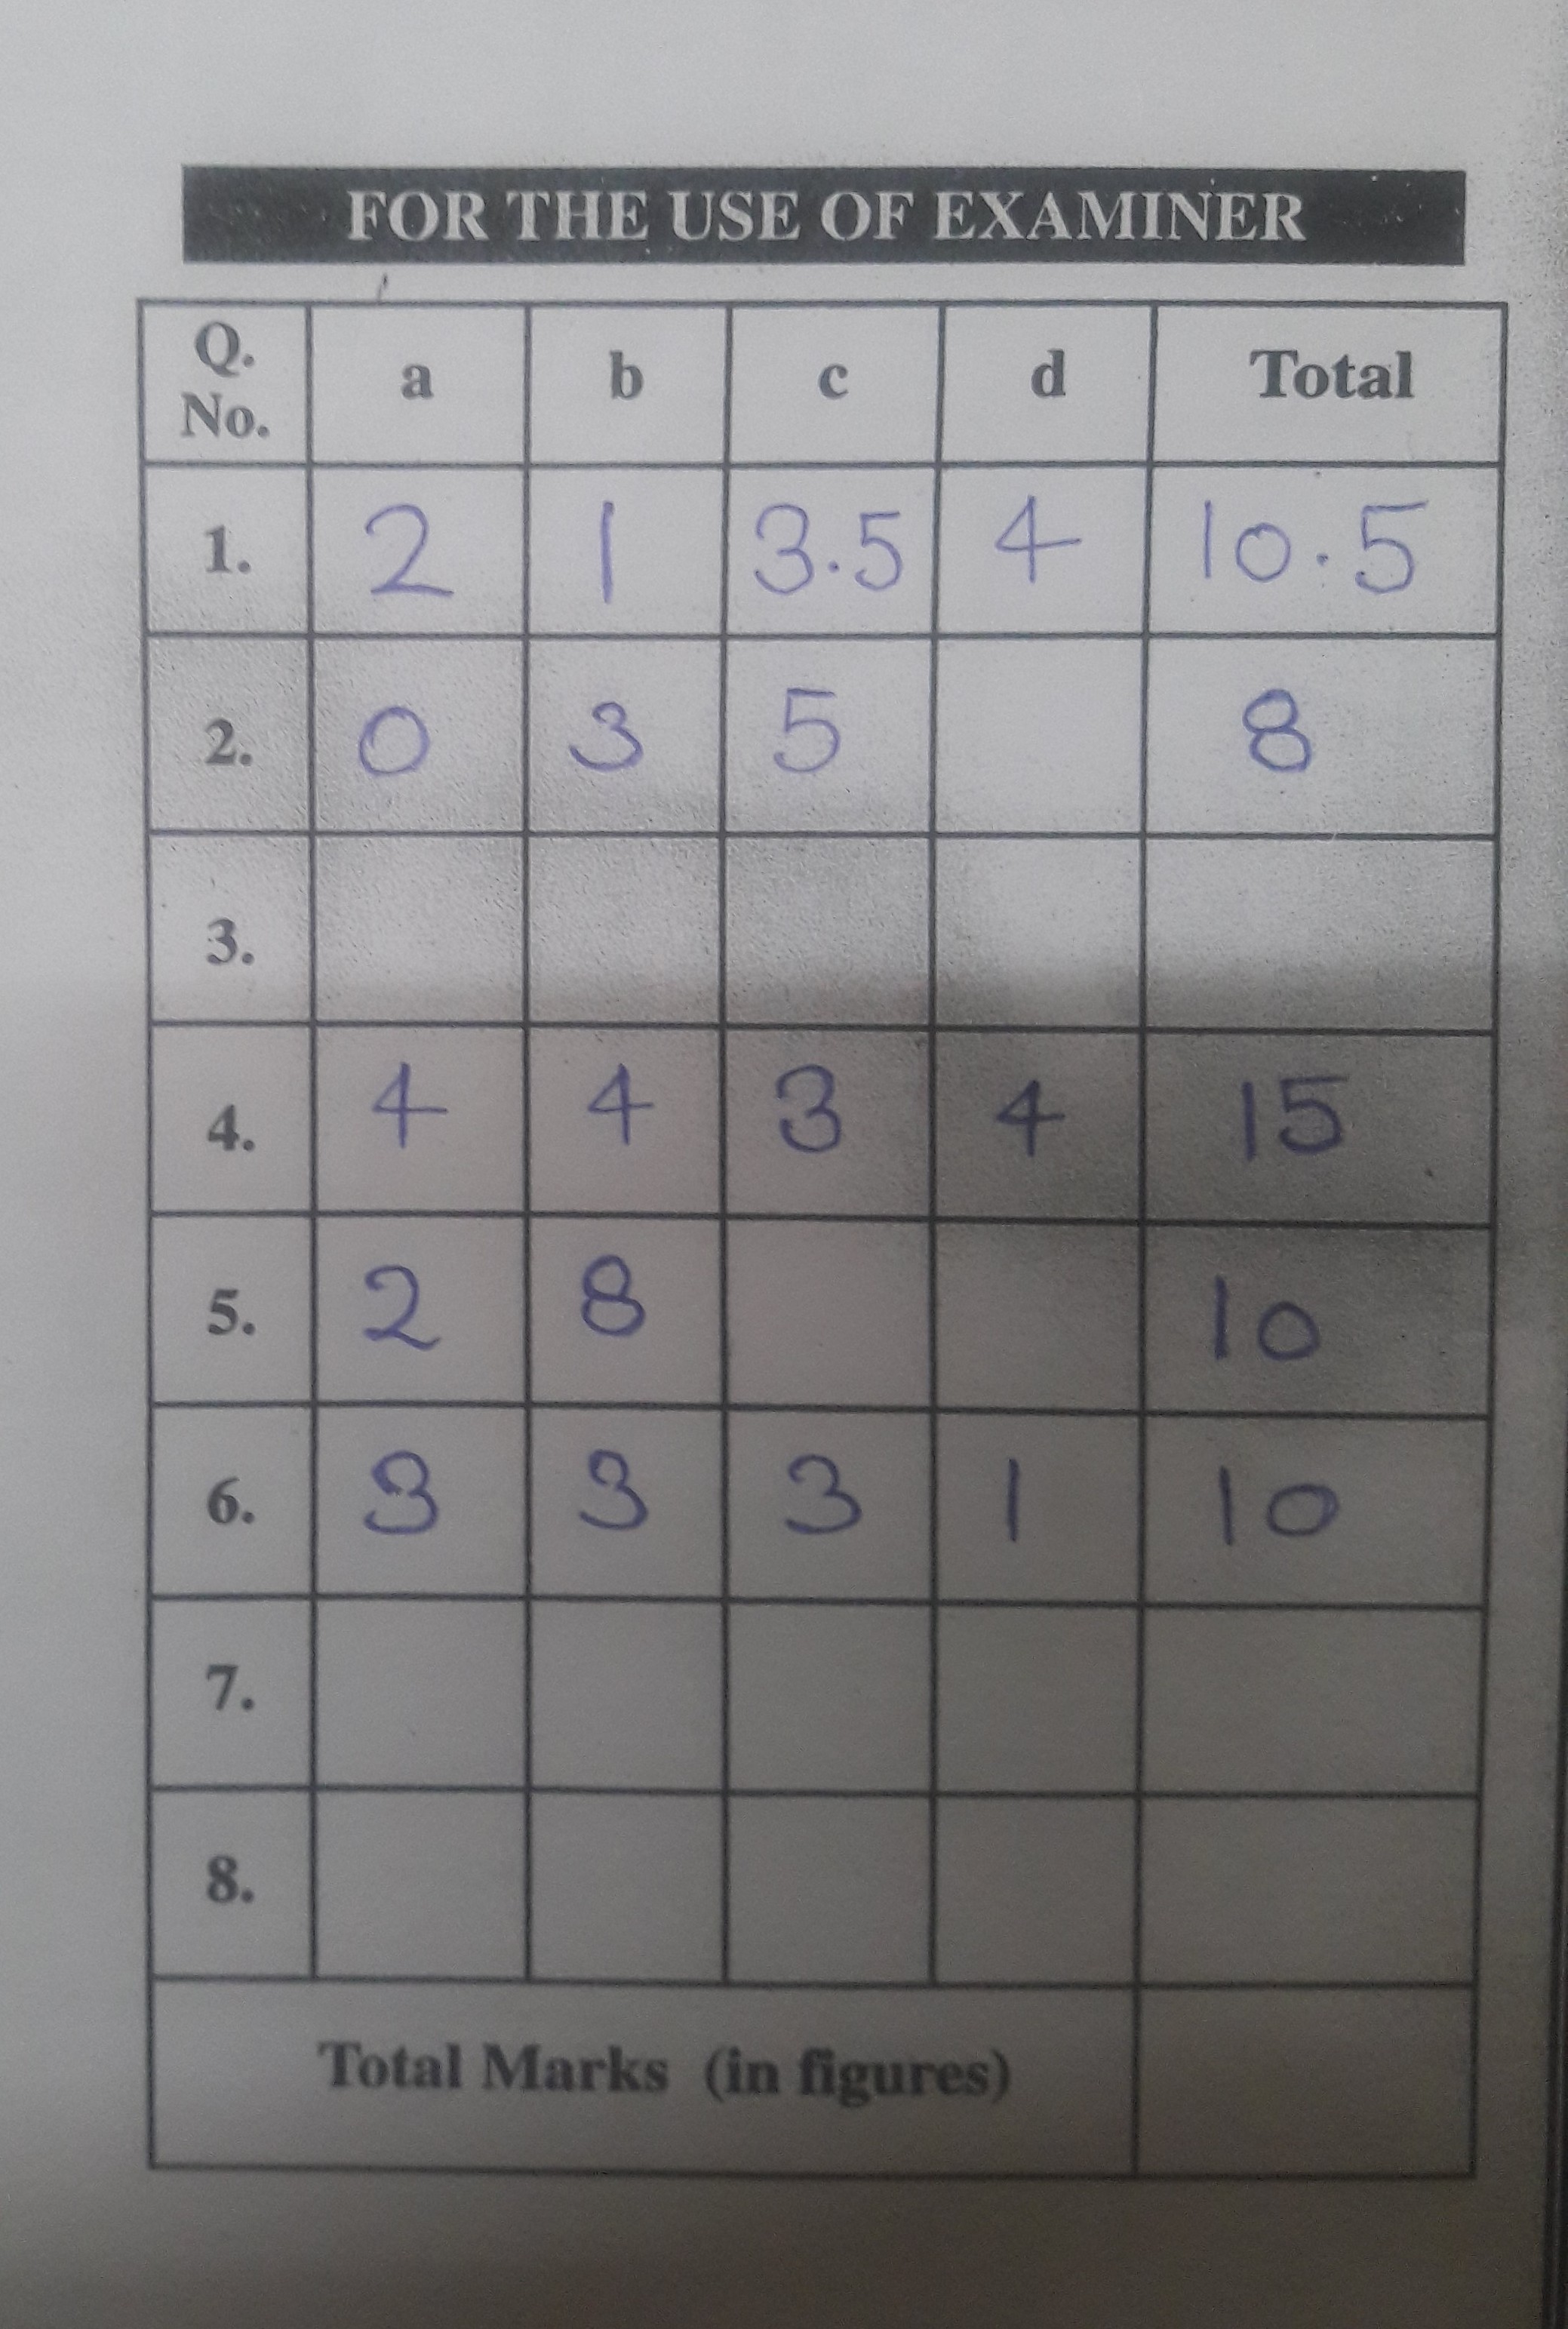 FOR THE USE OF EXAMINER
Q. No. a b c d Total
1. 2 1 3.5 4 10.5
2. 0 3 5 8
3.
4. 4 4 3 4 15
5. 2 8 10
6. 3 3 3 1 10
7.
8.
Total Marks (in figures)